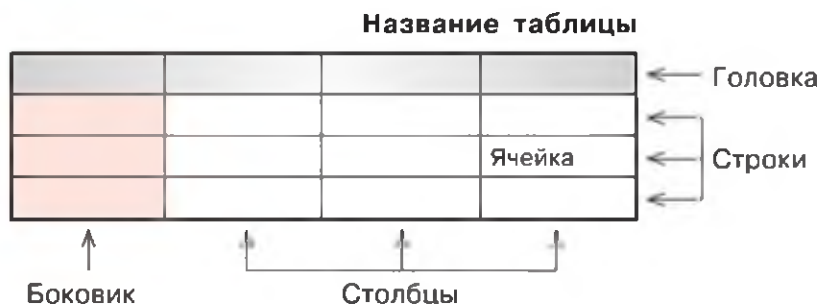 Название таблицы
Головка
Ячейка
Строки
Боковик
Столбцы